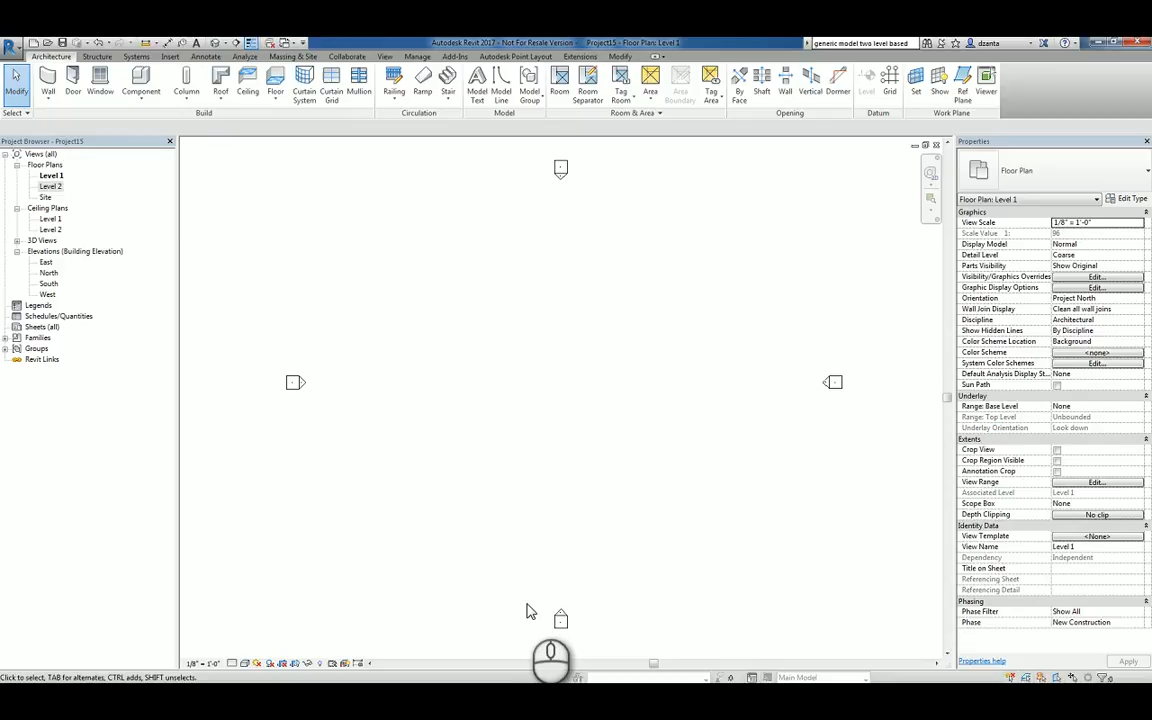 Autodesk Revit 2017 - Not For Resale Version - Project15 - Floor Plan: Level 1
generic model two level based
dzanta
Architecture Structure Systems Insert Annotate Analyze Massing & Site Collaborate View Manage Add-Ins Autodesk Point Layout Extensions Modify
Modify Wall Door Window Component Column Roof Ceiling Floor Curtain System Curtain Grid Mullion Railing Ramp Stair Model Text Model Line Model Group Room Room Separator Tag Room Area Area Boundary Tag Area By Face Shaft Wall Vertical Dormer Level Grid Set Show Ref Plane Viewer
Select Build Circulation Model Room & Area Opening Datum Work Plane
Project Browser - Project15
Views (all)
Floor Plans
Level 1
Level 2
Site
Ceiling Plans
Level 1
Level 2
3D Views
Elevations (Building Elevation)
East
North
South
West
Legends
Schedules/Quantities
Sheets (all)
Families
Groups
Revit Links
Properties
Floor Plan
Floor Plan: Level 1 Edit Type
Graphics
View Scale 1/8" = 1'-0"
Scale Value 1: 96
Display Model Normal
Detail Level Coarse
Parts Visibility Show Original
Visibility/Graphics Overrides Edit...
Graphic Display Options Edit...
Orientation Project North
Wall Join Display Clean all wall joins
Discipline Architectural
Show Hidden Lines By Discipline
Color Scheme Location Background
Color Scheme <none>
System Color Schemes Edit...
Default Analysis Display St... None
Sun Path
Underlay
Range: Base Level None
Range: Top Level Unbounded
Underlay Orientation Look down
Extents
Crop View
Crop Region Visible
Annotation Crop
View Range Edit...
Associated Level Level 1
Scope Box None
Depth Clipping No clip
Identity Data
View Template <None>
View Name Level 1
Dependency Independent
Title on Sheet
Referencing Sheet
Referencing Detail
Phasing
Phase Filter Show All
Phase New Construction
Properties help Apply
1/8" = 1'-0"
Click to select, TAB for alternates, CTRL adds, SHIFT unselects.
:0 Main Model :0